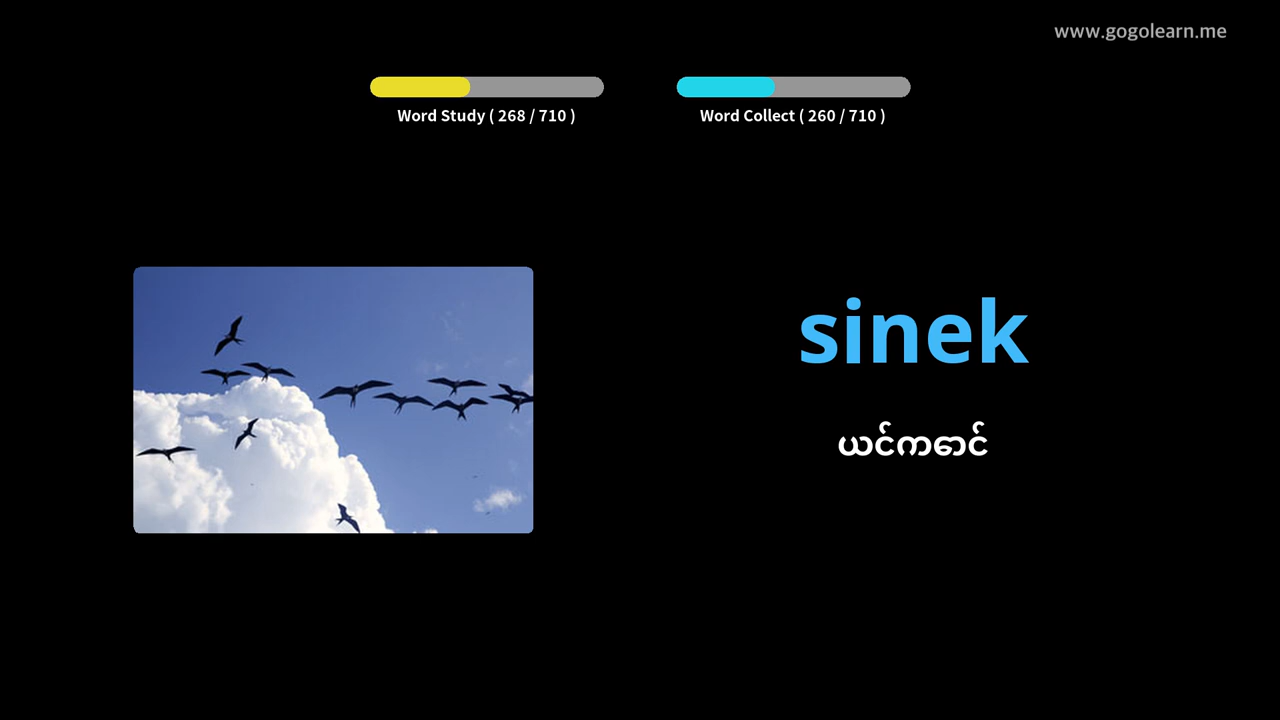 www.gogolearn.me
Word Study ( 268 / 710 )
Word Collect ( 260 / 710 )
sinek
ယင်ကောင်